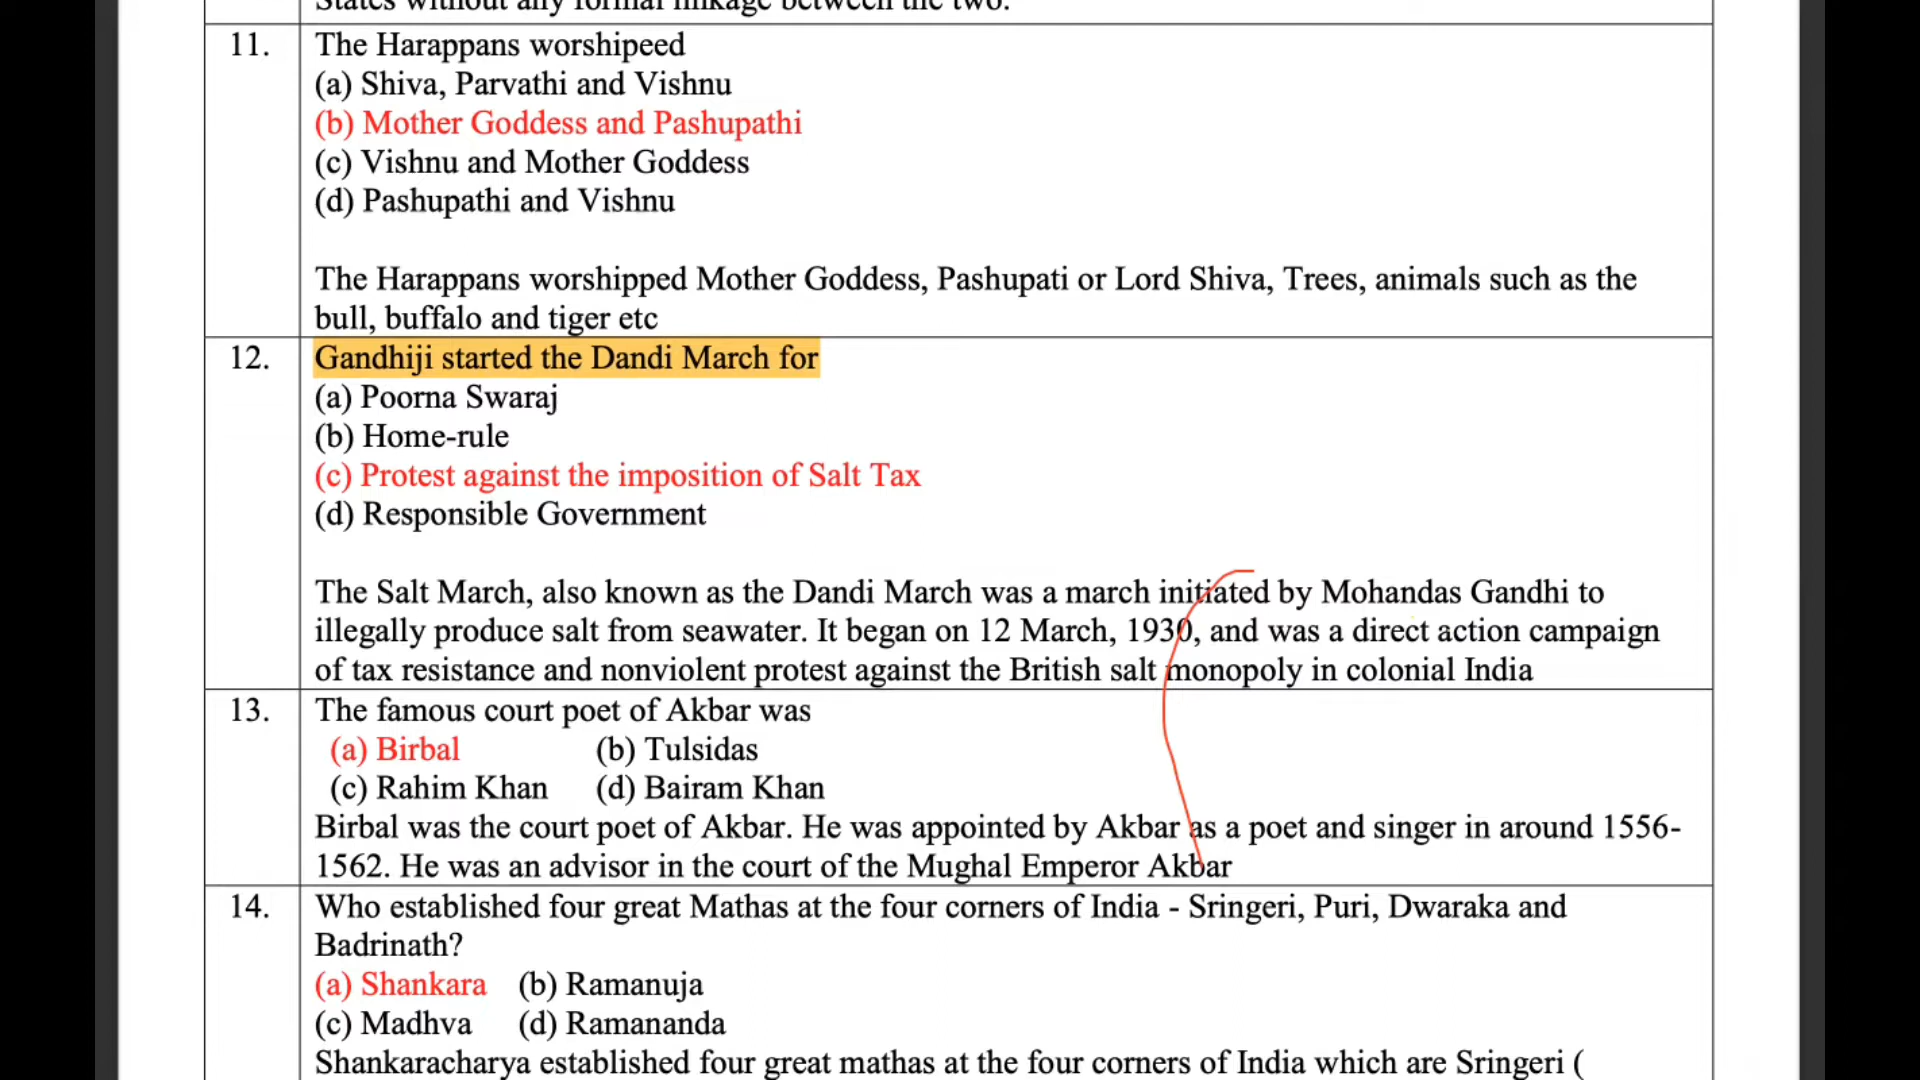 States without any formal linkage between the two.
11.
The Harappans worshipeed
(a) Shiva, Parvathi and Vishnu
(b) Mother Goddess and Pashupathi
(c) Vishnu and Mother Goddess
(d) Pashupathi and Vishnu
The Harappans worshipped Mother Goddess, Pashupati or Lord Shiva, Trees, animals such as the
bull, buffalo and tiger etc
12.
Gandhiji started the Dandi March for
(a) Poorna Swaraj
(b) Home-rule
(c) Protest against the imposition of Salt Tax
(d) Responsible Government
The Salt March, also known as the Dandi March was a march initiated by Mohandas Gandhi to
illegally produce salt from seawater. It began on 12 March, 1930, and was a direct action campaign
of tax resistance and nonviolent protest against the British salt monopoly in colonial India
13.
The famous court poet of Akbar was
(a) Birbal (b) Tulsidas
(c) Rahim Khan (d) Bairam Khan
Birbal was the court poet of Akbar. He was appointed by Akbar as a poet and singer in around 1556-
1562. He was an advisor in the court of the Mughal Emperor Akbar
14.
Who established four great Mathas at the four corners of India - Sringeri, Puri, Dwaraka and
Badrinath?
(a) Shankara (b) Ramanuja
(c) Madhva (d) Ramananda
Shankaracharya established four great mathas at the four corners of India which are Sringeri (